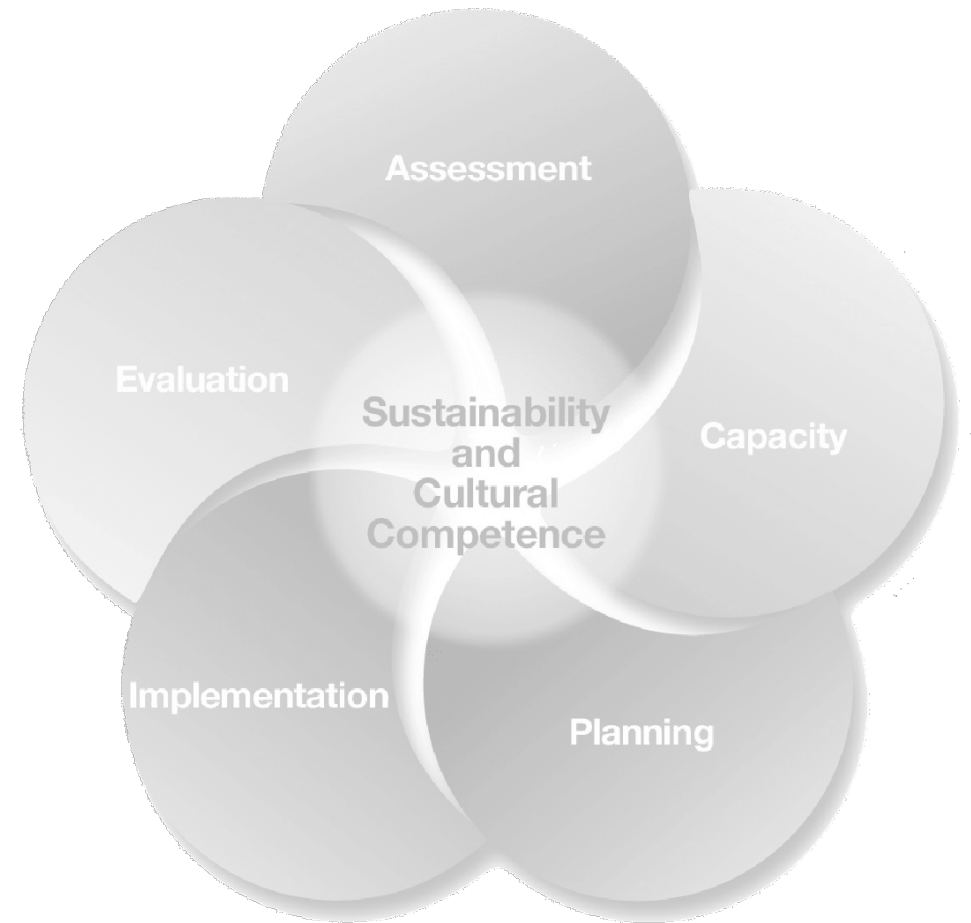 Assessment
Capacity
Planning
Implementation
Evaluation
Sustainability
and
Cultural
Competence